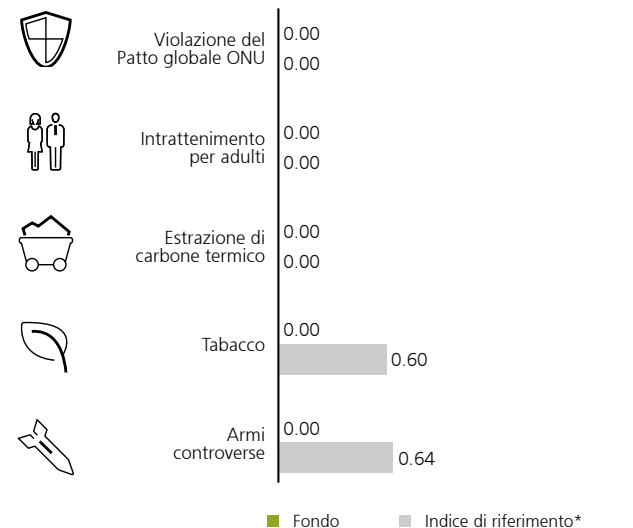 0.00
Violazione del
Patto globale ONU
0.00
0.00
Intrattenimento
per adulti
0.00
0.00
Estrazione di
carbone termico
0.00
0.00
Tabacco
0.60
0.00
Armi
controverse
0.64
Fondo
Indice di riferimento*